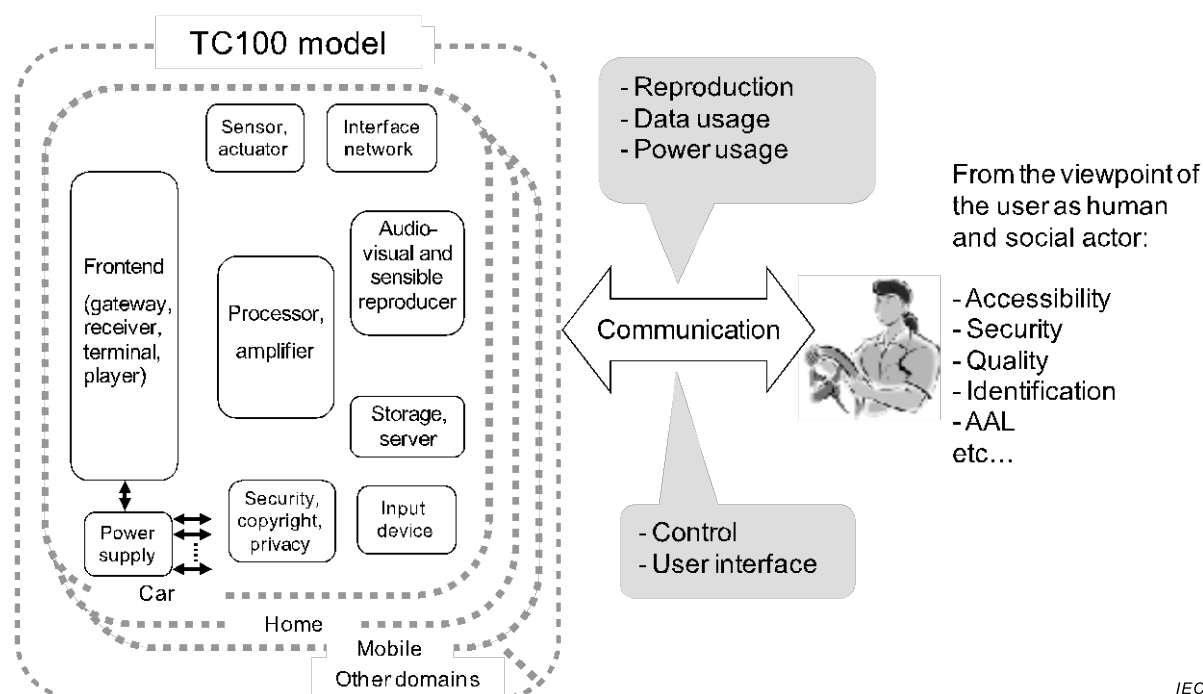 TC100 model
Sensor,
actuator
Interface
network
Frontend
(gateway,
receiver,
terminal,
player)
Processor,
amplifier
Audio-
visual and
sensible
reproducer
Storage,
server
Power
supply
Security,
copyright,
privacy
Input
device
Car
Home
Mobile
Other domains
- Reproduction
- Data usage
- Power usage
Communication
- Control
- User interface
From the viewpoint of
the user as human
and social actor:
- Accessibility
- Security
- Quality
- Identification
- AAL
etc…
IEC